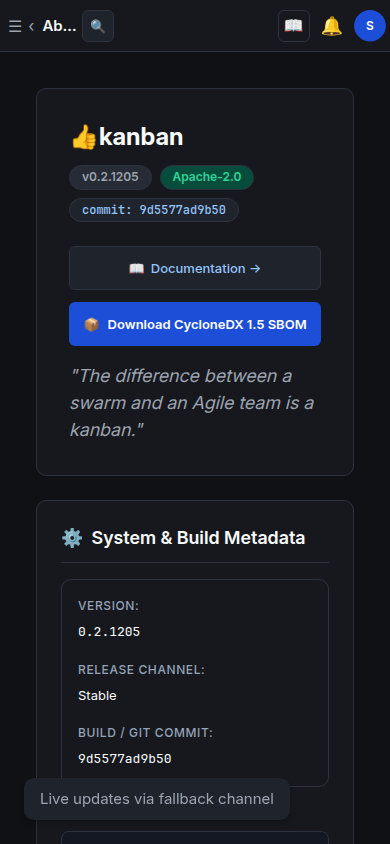 Ab...
S
👍kanban
v0.2.1205
Apache-2.0
commit: 9d5577ad9b50
📖 Documentation →
📦 Download CycloneDX 1.5 SBOM
"The difference between a
swarm and an Agile team is a
kanban."
⚙️ System & Build Metadata
VERSION:
0.2.1205
RELEASE CHANNEL:
Stable
BUILD / GIT COMMIT:
9d5577ad9b50
Live updates via fallback channel